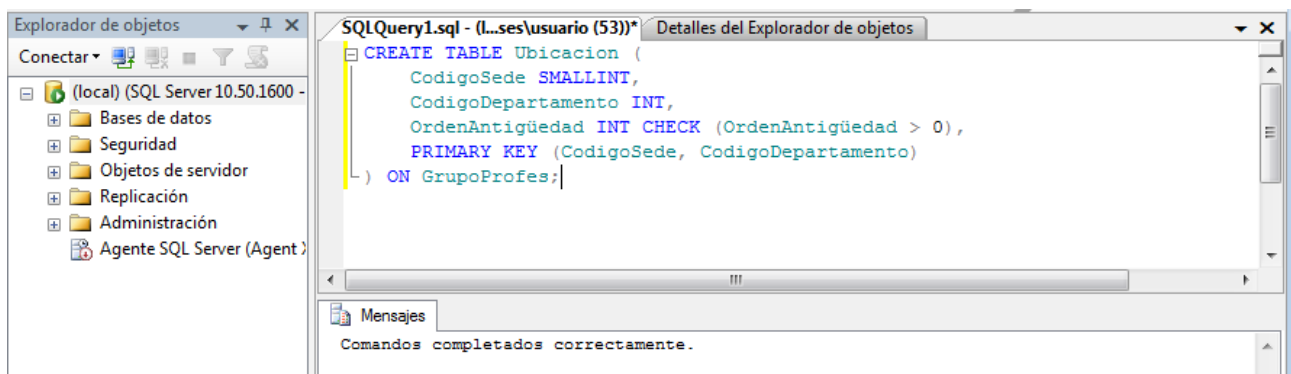 Explorador de objetos
Conectar
(local) (SQL Server 10.50.1600 -
Bases de datos
Seguridad
Objetos de servidor
Replicación
Administración
Agente SQL Server (Agent
SQLQuery1.sql - (l...ses\usuario (53))*
Detalles del Explorador de objetos
CREATE TABLE Ubicacion (
CodigoSede SMALLINT,
CodigoDepartamento INT,
OrdenAntigüedad INT CHECK (OrdenAntigüedad > 0),
PRIMARY KEY (CodigoSede, CodigoDepartamento)
) ON GrupoProfes;
Mensajes
Comandos completados correctamente.